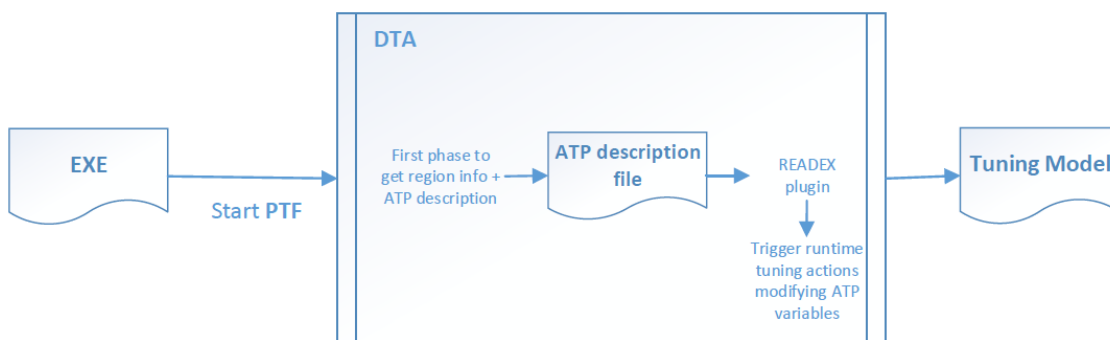 DTA
EXE
Start PTF
First phase to
get region info +
ATP description
ATP description
file
READEX
plugin
Trigger runtime
tuning actions
modifying ATP
variables
Tuning Model